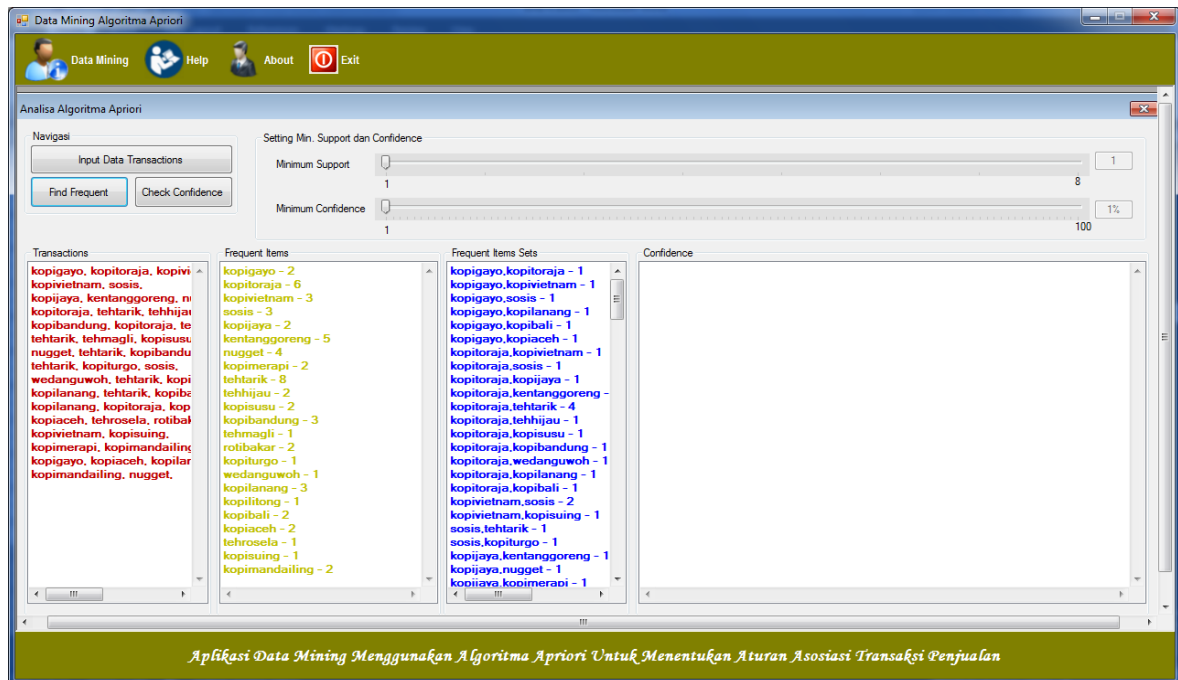 Data Mining Algoritma Apriori
Data Mining
Help
About
Exit
Analisa Algoritma Apriori
Navigasi
Input Data Transactions
Find Frequent
Check Confidence
Setting Min. Support dan Confidence
Minimum Support
1
1
8
Minimum Confidence
1%
1
100
Transactions
kopigayo, kopitoraja, kopivi
kopivietnam, sosis,
kopijaya, kentanggoreng, n
kopitoraja, tehtarik, tehhijau
kopibandung, kopitoraja, te
tehtarik, tehmagli, kopisusu
nugget, tehtarik, kopibandu
tehtarik, kopiturgo, sosis,
wedanguwoh, tehtarik, kopi
kopilanang, tehtarik, kopiba
kopilanang, kopitoraja, kop
kopiaceh, tehrosela, rotibak
kopivietnam, kopisuing,
kopimerapi, kopimandailing
kopigayo, kopiaceh, kopilar
kopimandailing, nugget,
Frequent Items
kopigayo - 2
kopitoraja - 6
kopivietnam - 3
sosis - 3
kopijaya - 2
kentanggoreng - 5
nugget - 4
kopimerapi - 2
tehtarik - 8
tehhijau - 2
kopisusu - 2
kopibandung - 3
tehmagli - 1
rotibakar - 2
kopiturgo - 1
wedanguwoh - 1
kopilanang - 3
kopilitong - 1
kopibali - 2
kopiaceh - 2
tehrosela - 1
kopisuing - 1
kopimandailing - 2
Frequent Items Sets
kopigayo,kopitoraja - 1
kopigayo,kopivietnam - 1
kopigayo,sosis - 1
kopigayo,kopilanang - 1
kopigayo,kopibali - 1
kopigayo,kopiaceh - 1
kopitoraja,kopivietnam - 1
kopitoraja,sosis - 1
kopitoraja,kopijaya - 1
kopitoraja,kentanggoreng -
kopitoraja,tehtarik - 4
kopitoraja,tehhijau - 1
kopitoraja,kopisusu - 1
kopitoraja,kopibandung - 1
kopitoraja,wedanguwoh - 1
kopitoraja,kopilanang - 1
kopitoraja,kopibali - 1
kopivietnam,sosis - 2
kopivietnam,kopisuing - 1
sosis,tehtarik - 1
sosis,kopiturgo - 1
kopijaya,kentanggoreng - 1
kopijaya,nugget - 1
kopijaya,kopimerapi - 1
Confidence
Aplikasi Data Mining Menggunakan Algoritma Apriori Untuk Menentukan Aturan Asosiasi Transaksi Penjualan